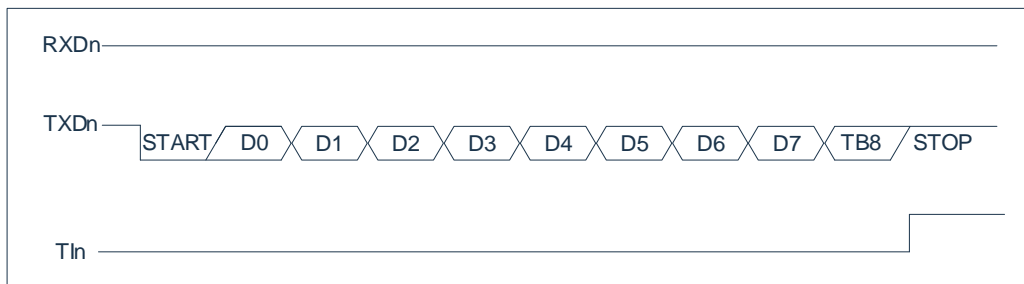 RXDn
TXDn
START D0 D1 D2 D3 D4 D5 D6 D7 TB8 STOP
TIn